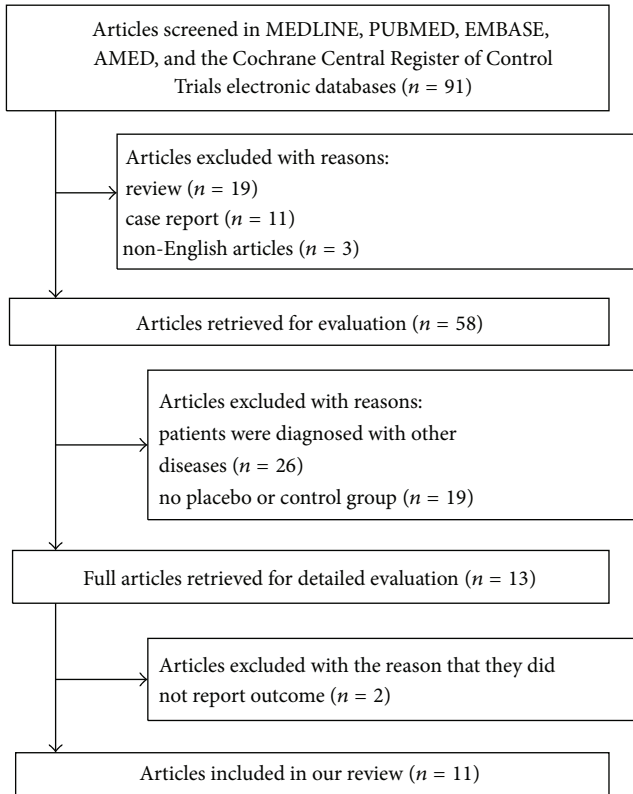 Articles screened in MEDLINE, PUBMED, EMBASE,
AMED, and the Cochrane Central Register of Control
Trials electronic databases (n = 91)
Articles excluded with reasons:
review (n = 19)
case report (n = 11)
non-English articles (n = 3)
Articles retrieved for evaluation (n = 58)
Articles excluded with reasons:
patients were diagnosed with other
diseases (n = 26)
no placebo or control group (n = 19)
Full articles retrieved for detailed evaluation (n = 13)
Articles excluded with the reason that they did
not report outcome (n = 2)
Articles included in our review (n = 11)